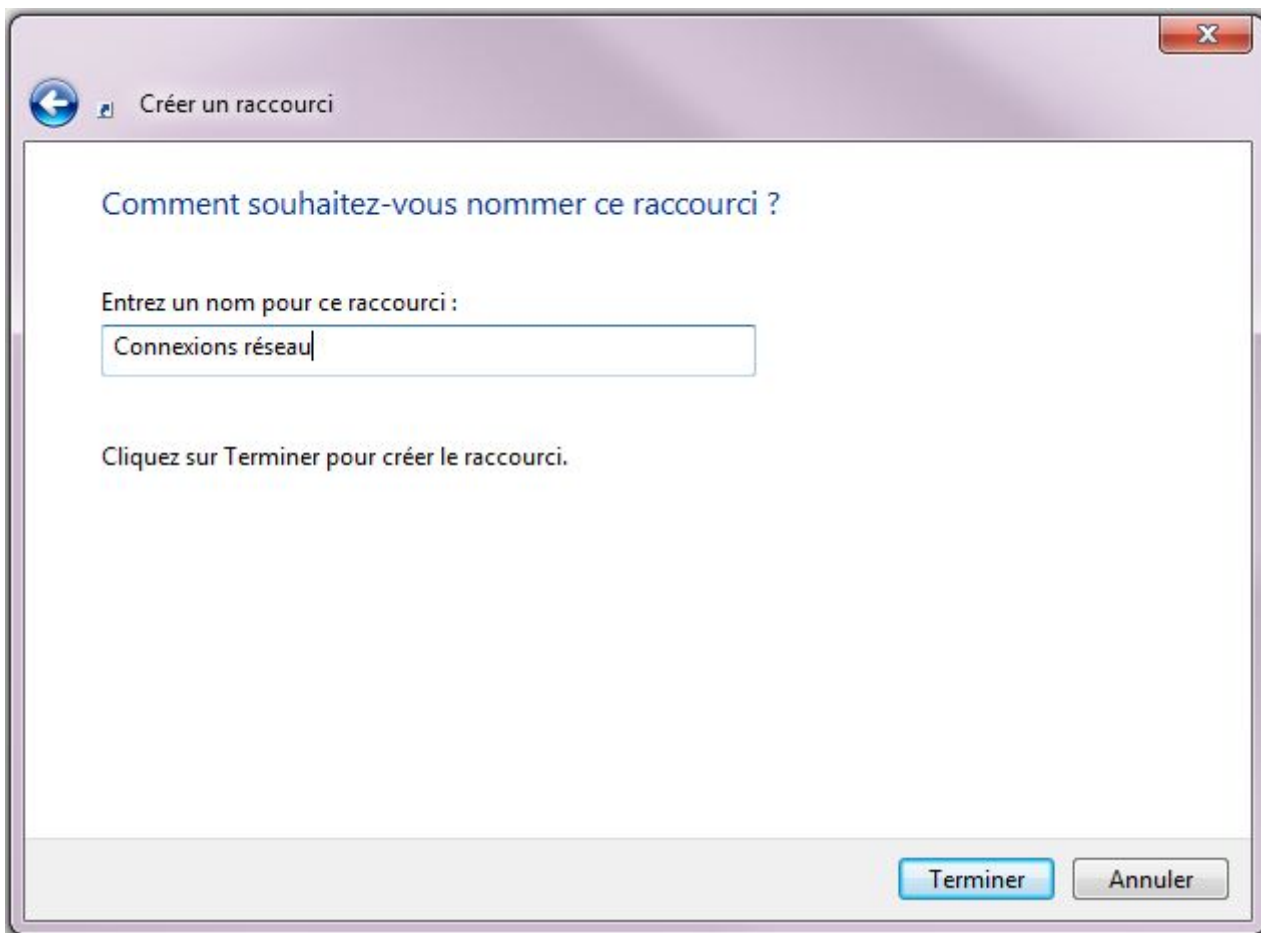 Créer un raccourci
Comment souhaitez-vous nommer ce raccourci ?
Entrez un nom pour ce raccourci :
Connexions réseau
Cliquez sur Terminer pour créer le raccourci.
Terminer Annuler